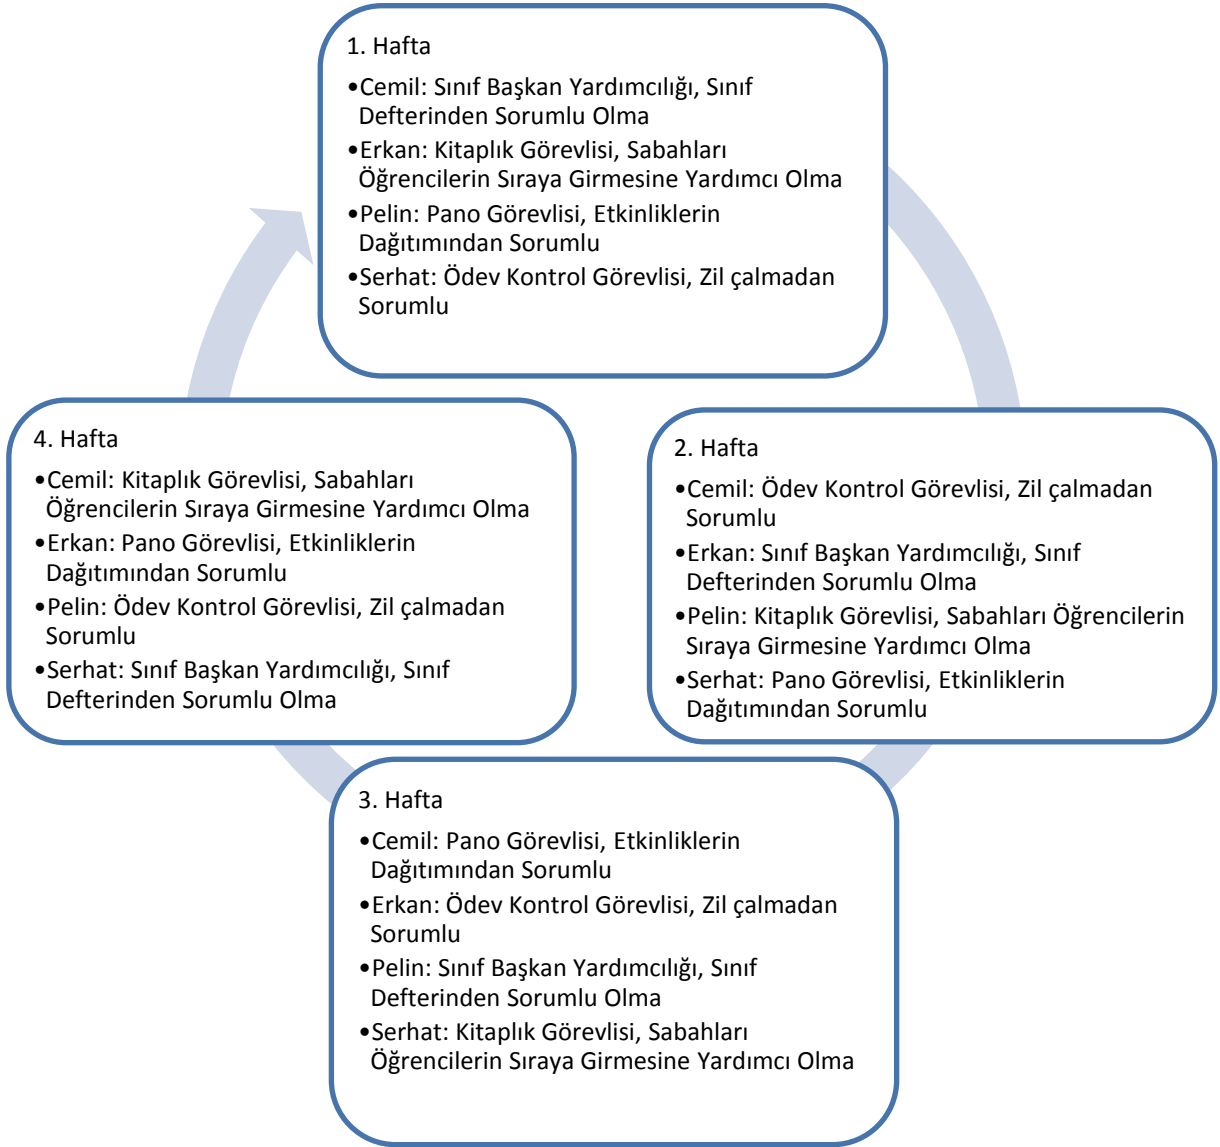 1. Hafta
•Cemil: Sınıf Başkan Yardımcılığı, Sınıf
Defterinden Sorumlu Olma
•Erkan: Kitaplık Görevlisi, Sabahları
Öğrencilerin Sıraya Girmesine Yardımcı Olma
•Pelin: Pano Görevlisi, Etkinliklerin
Dağıtımından Sorumlu
•Serhat: Ödev Kontrol Görevlisi, Zil çalmadan
Sorumlu
2. Hafta
•Cemil: Ödev Kontrol Görevlisi, Zil çalmadan
Sorumlu
•Erkan: Sınıf Başkan Yardımcılığı, Sınıf
Defterinden Sorumlu Olma
•Pelin: Kitaplık Görevlisi, Sabahları Öğrencilerin
Sıraya Girmesine Yardımcı Olma
•Serhat: Pano Görevlisi, Etkinliklerin
Dağıtımından Sorumlu
3. Hafta
•Cemil: Pano Görevlisi, Etkinliklerin
Dağıtımından Sorumlu
•Erkan: Ödev Kontrol Görevlisi, Zil çalmadan
Sorumlu
•Pelin: Sınıf Başkan Yardımcılığı, Sınıf
Defterinden Sorumlu Olma
•Serhat: Kitaplık Görevlisi, Sabahları
Öğrencilerin Sıraya Girmesine Yardımcı Olma
4. Hafta
•Cemil: Kitaplık Görevlisi, Sabahları
Öğrencilerin Sıraya Girmesine Yardımcı Olma
•Erkan: Pano Görevlisi, Etkinliklerin
Dağıtımından Sorumlu
•Pelin: Ödev Kontrol Görevlisi, Zil çalmadan
Sorumlu
•Serhat: Sınıf Başkan Yardımcılığı, Sınıf
Defterinden Sorumlu Olma